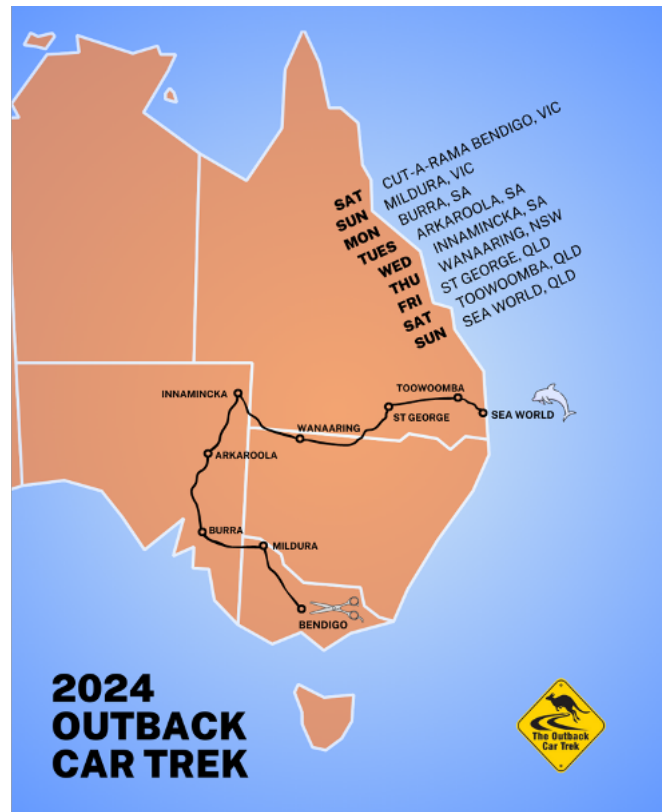 SAT CUT-A-RAMA BENDIGO, VIC
SUN MILDURA, VIC
MON BURRA, SA
TUES ARKAROOLA, SA
WED INNAMINCKA, SA
THU WANAARING, NSW
FRI ST GEORGE, QLD
SAT TOOWOOMBA, QLD
SUN SEA WORLD, QLD
TOOWOOMBA
INNAMINCKA
ST GEORGE
SEA WORLD
WANAARING
ARKAROOLA
BURRA
MILDURA
BENDIGO
2024
OUTBACK
CAR TREK
The Outback
Car Trek